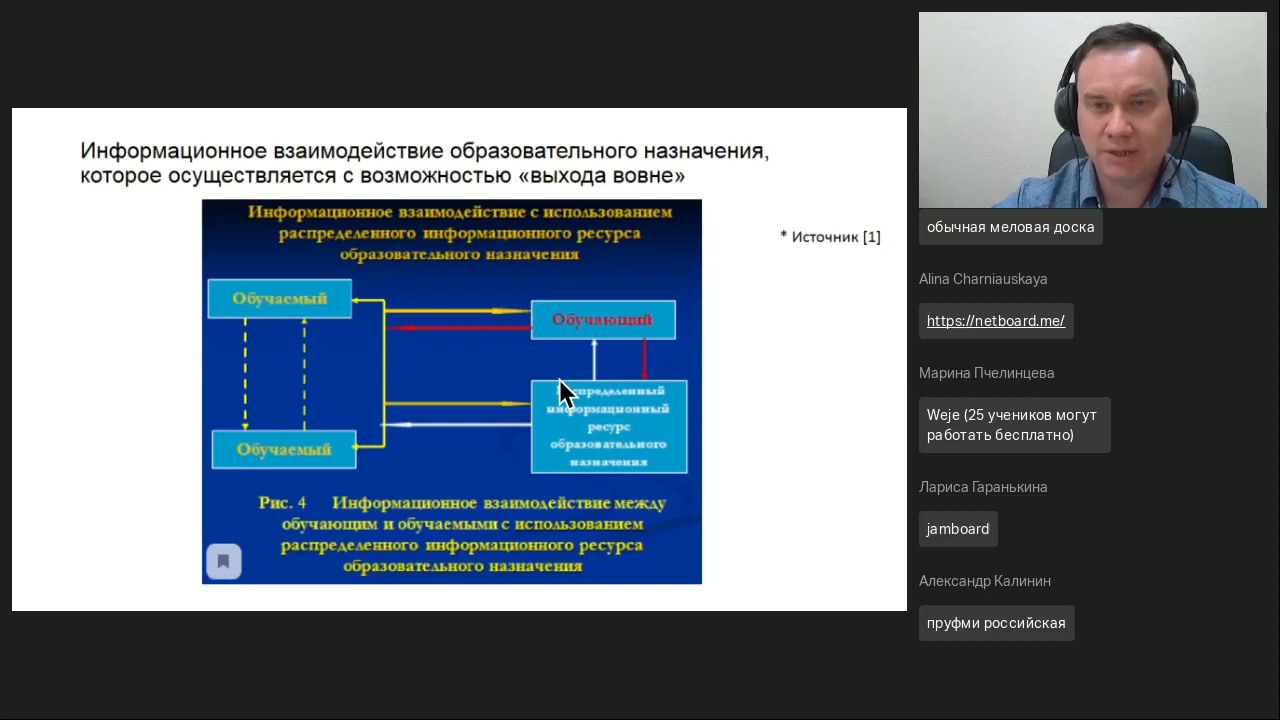 Информационное взаимодействие образовательного назначения,
которое осуществляется с возможностью «выхода вовне»
Информационное взаимодействие с использованием
распределенного информационного ресурса
образовательного назначения
* Источник [1]
Обучаемый
Обучающий
информационный
ресурс
образовательного
назначения
Обучаемый
Рис. 4 Информационное взаимодействие между
обучающим и обучаемыми с использованием
распределенного информационного ресурса
образовательного назначения
обычная меловая доска
Alina Charniauskaya
https://netboard.me/
Марина Пчелинцева
Weje (25 учеников могут
работать бесплатно)
Лариса Гаранькина
jamboard
Александр Калинин
пруфми российская